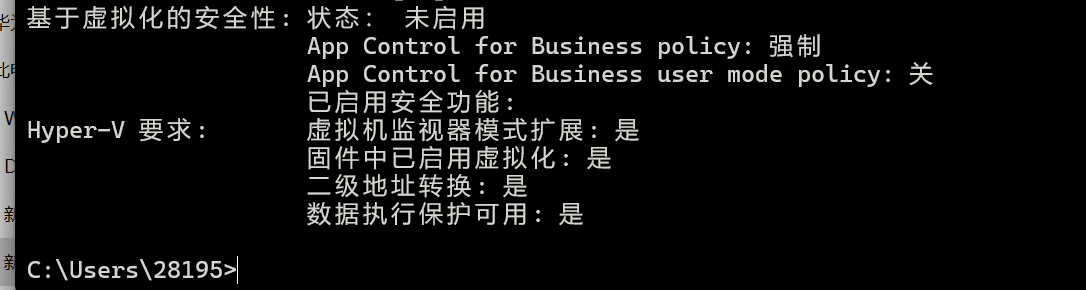 基于虚拟化的安全性: 状态: 未启用
App Control for Business policy: 强制
App Control for Business user mode policy: 关
已启用安全功能:
Hyper-V 要求: 虚拟机监视器模式扩展: 是
固件中已启用虚拟化: 是
二级地址转换: 是
数据执行保护可用: 是
C:\Users\28195>